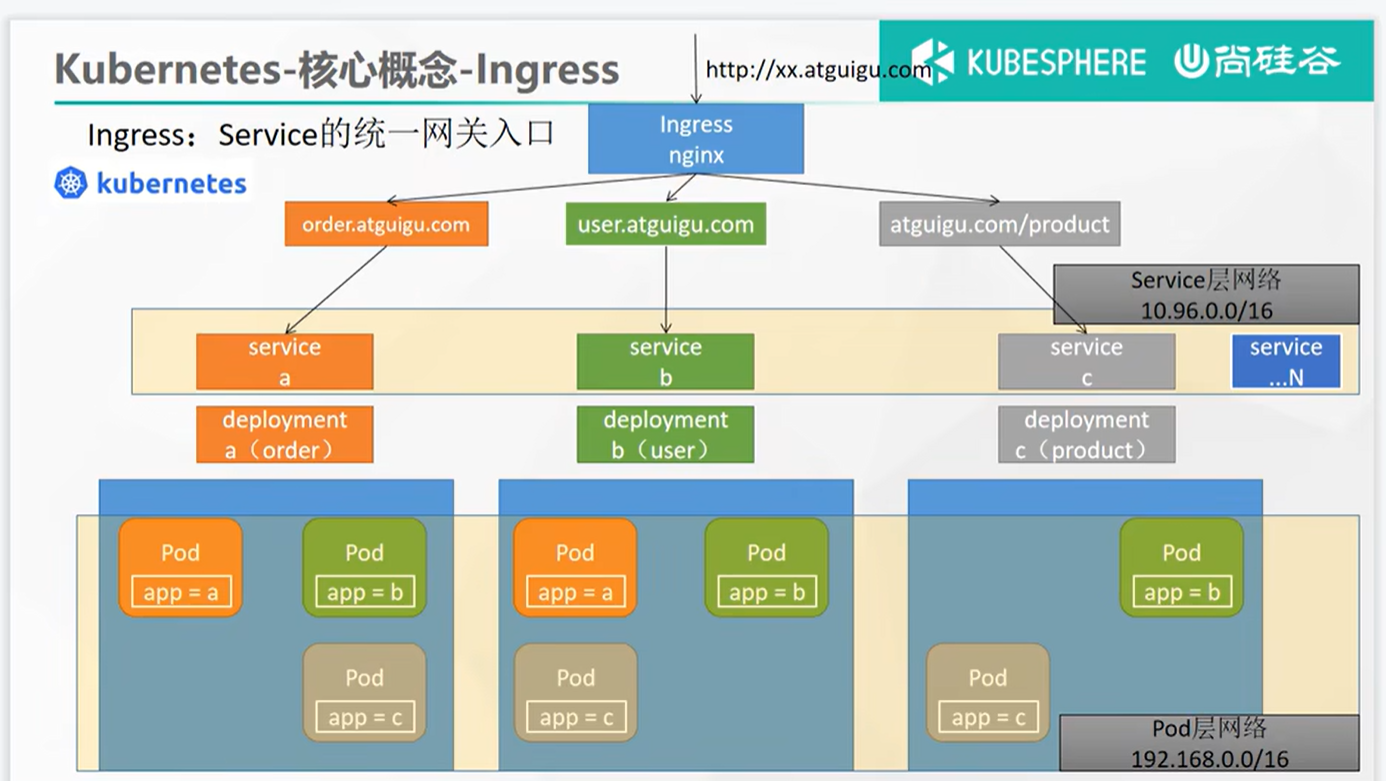 Kubernetes-核心概念-Ingress
http://xx.atguigu.com
KUBESPHERE
尚硅谷
Ingress：Service的统一网关入口
Ingress
nginx
kubernetes
order.atguigu.com
user.atguigu.com
atguigu.com/product
Service层网络
10.96.0.0/16
service
a
service
b
service
c
service
...N
deployment
a（order）
deployment
b（user）
deployment
c（product）
Pod
app = a
Pod
app = b
Pod
app = a
Pod
app = b
Pod
app = b
Pod
app = c
Pod
app = c
Pod
app = c
Pod层网络
192.168.0.0/16